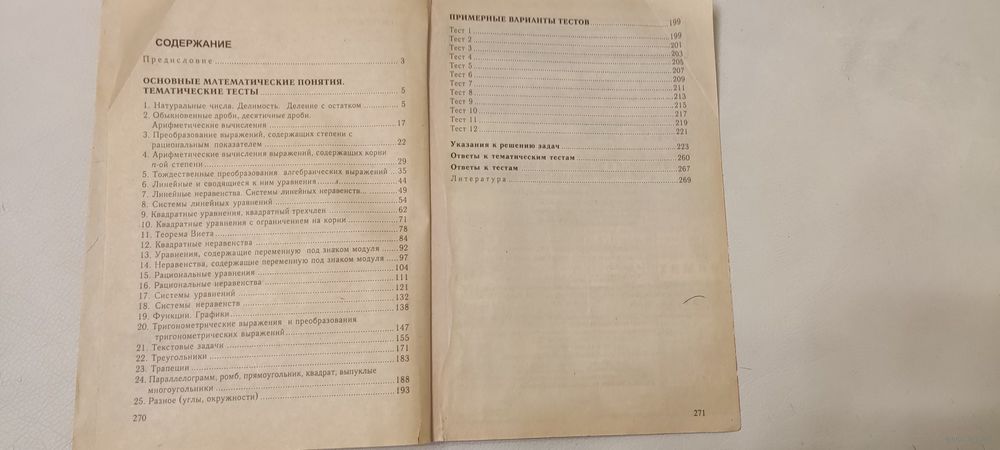 СОДЕРЖАНИЕ
Предисловие 3
ОСНОВНЫЕ МАТЕМАТИЧЕСКИЕ ПОНЯТИЯ.
ТЕМАТИЧЕСКИЕ ТЕСТЫ 5
1. Натуральные числа. Делимость. Деление с остатком 5
2. Обыкновенные дроби, десятичные дроби.
Арифметические вычисления 17
3. Преобразование выражений, содержащих степени с
рациональным показателем 22
4. Арифметические вычисления выражений, содержащих корни
n-ой степени 29
5. Тождественные преобразования алгебраических выражений 35
6. Линейные и сводящиеся к ним уравнения 44
7. Линейные неравенства. Системы линейных неравенств 49
8. Системы линейных уравнений 54
9. Квадратные уравнения, квадратный трехчлен 62
10. Квадратные уравнения с ограничением на корни 71
11. Теорема Виета 78
12. Квадратные неравенства 84
13. Уравнения, содержащие переменную под знаком модуля 92
14. Неравенства, содержащие переменную под знаком модуля 97
15. Рациональные уравнения 104
16. Рациональные неравенства 111
17. Системы уравнений 121
18. Системы неравенств 132
19. Функции. Графики 138
20. Тригонометрические выражения и преобразования
тригонометрических выражений 147
21. Текстовые задачи 155
22. Треугольники 171
23. Трапеции 183
24. Параллелограмм, ромб, прямоугольник, квадрат, выпуклые
многоугольники 188
25. Разное (углы, окружности) 193
270
ПРИМЕРНЫЕ ВАРИАНТЫ ТЕСТОВ 199
Тест 1 199
Тест 2 201
Тест 3 203
Тест 4 205
Тест 5 207
Тест 6 209
Тест 7 211
Тест 8 213
Тест 9 215
Тест 10 217
Тест 11 219
Тест 12 221
Указания к решению задач 223
Ответы к тематическим тестам 260
Ответы к тестам 267
Литература 269
271